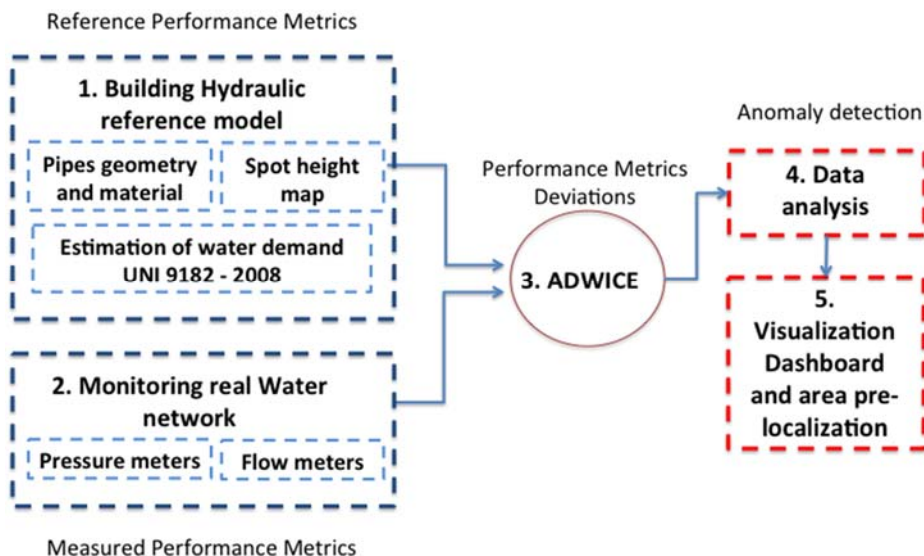 Reference Performance Metrics
1. Building Hydraulic
reference model
Pipes geometry
and material
Spot height
map
Estimation of water demand
UNI 9182 - 2008
2. Monitoring real Water
network
Pressure meters
Flow meters
Measured Performance Metrics
Performance Metrics
Deviations
3. ADWICE
Anomaly detection
4. Data
analysis
5.
Visualization
Dashboard
and area pre-
localization